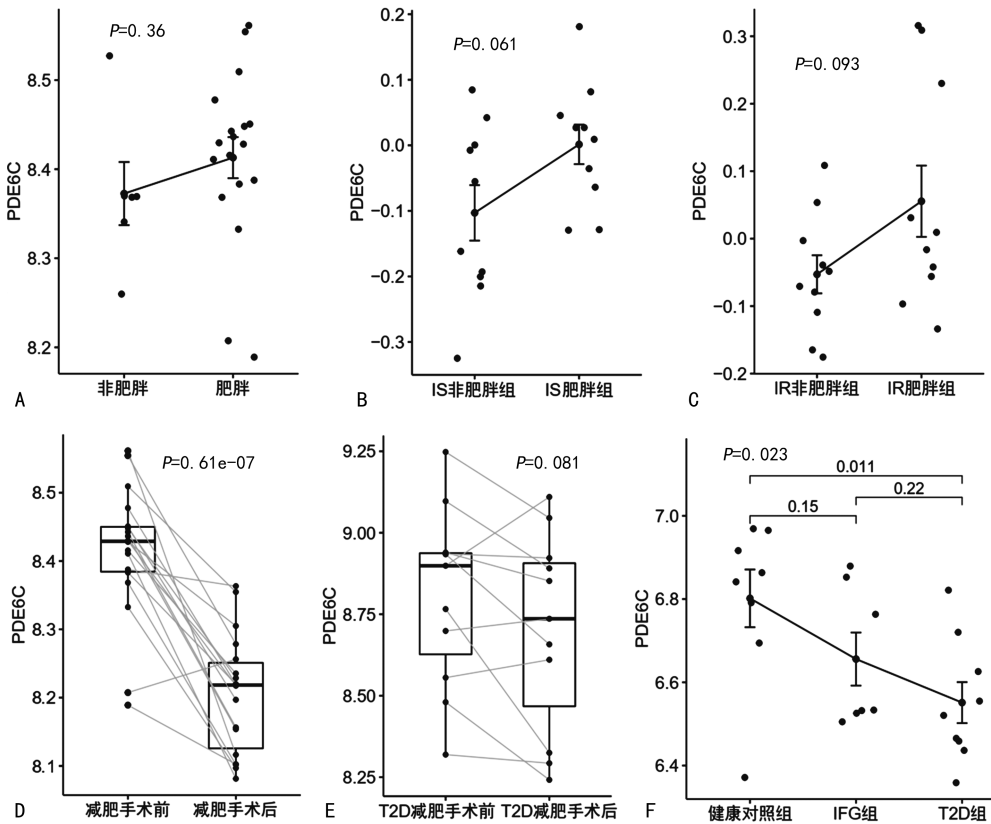 P=0.36
PDE6C
8.5
8.4
8.3
8.2
非肥胖
肥胖
A
P=0.061
PDE6C
0.2
0.1
0.0
−0.1
−0.2
−0.3
IS非肥胖组
IS肥胖组
B
P=0.093
PDE6C
0.3
0.2
0.1
0.0
−0.1
−0.2
IR非肥胖组
IR肥胖组
C
P=0.61e-07
PDE6C
8.5
8.4
8.3
8.2
8.1
减肥手术前
减肥手术后
D
P=0.081
PDE6C
9.25
9.00
8.75
8.50
8.25
T2D减肥手术前
T2D减肥手术后
E
P=0.023
0.011
0.22
0.15
PDE6C
7.0
6.8
6.6
6.4
健康对照组
IFG组
T2D组
F